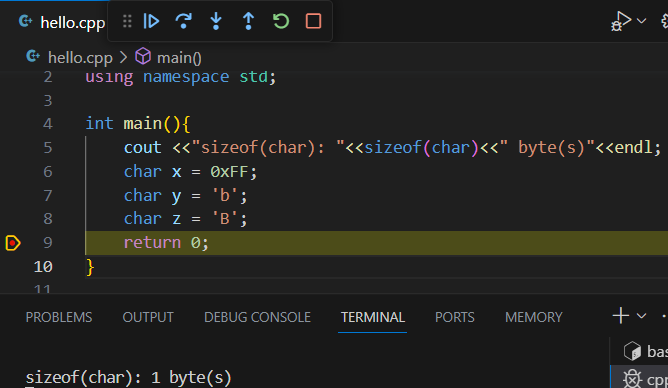 hello.cpp
hello.cpp > main()
2 using namespace std;
3
4 int main(){
5 cout <<"sizeof(char): "<<sizeof(char)<<" byte(s)"<<endl;
6 char x = 0xFF;
7 char y = 'b';
8 char z = 'B';
9 return 0;
10 }
11
PROBLEMS OUTPUT DEBUG CONSOLE TERMINAL PORTS MEMORY
bas
sizeof(char): 1 byte(s) cpp